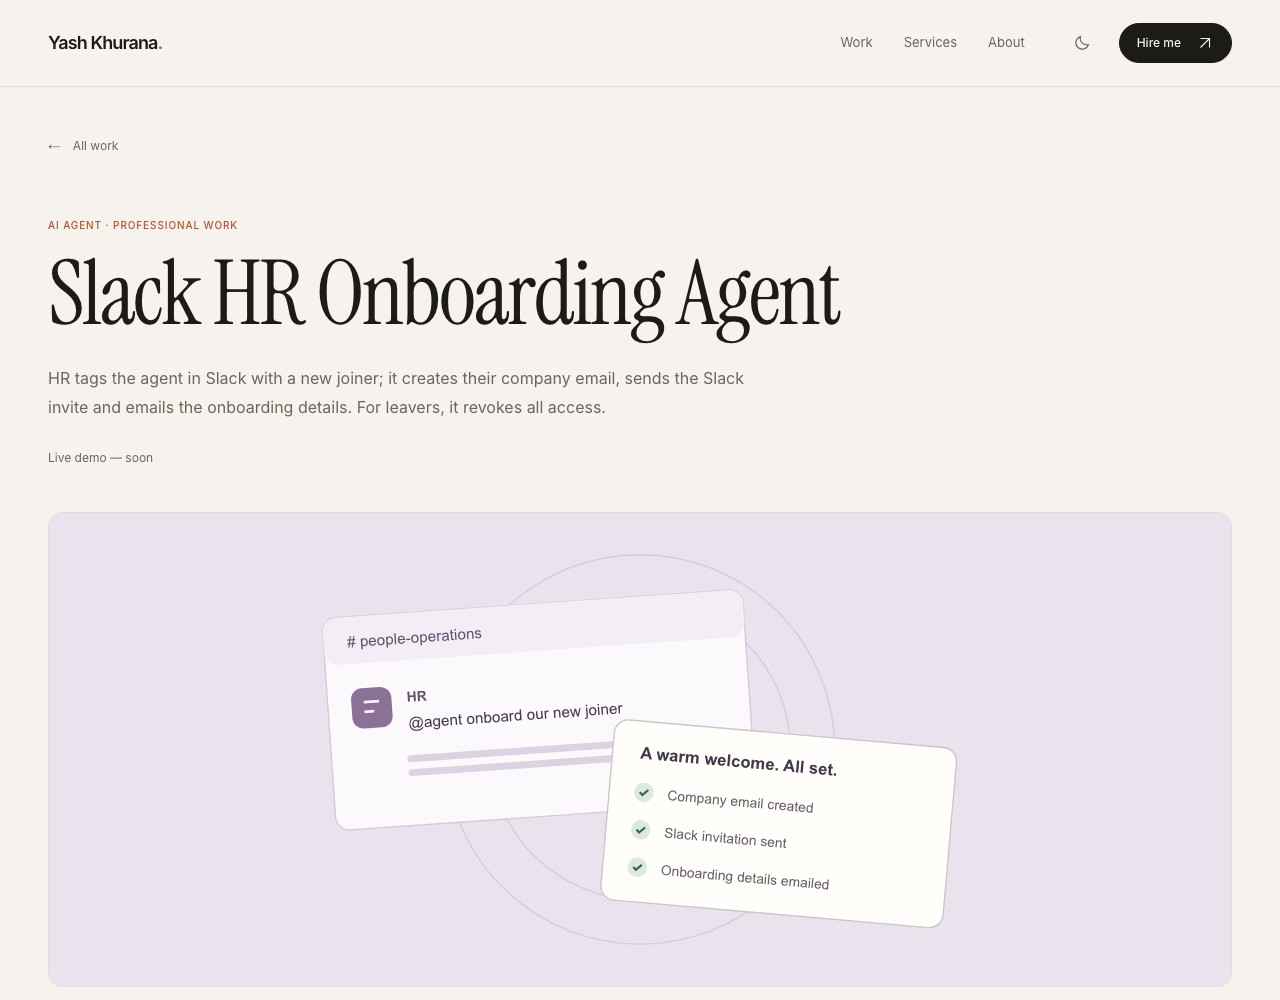 Yash Khurana.
Work
Services
About
Hire me
All work
AI AGENT · PROFESSIONAL WORK
Slack HR Onboarding Agent
HR tags the agent in Slack with a new joiner; it creates their company email, sends the Slack
invite and emails the onboarding details. For leavers, it revokes all access.
Live demo — soon
# people-operations
HR
@agent onboard our new joiner
A warm welcome. All set.
Company email created
Slack invitation sent
Onboarding details emailed